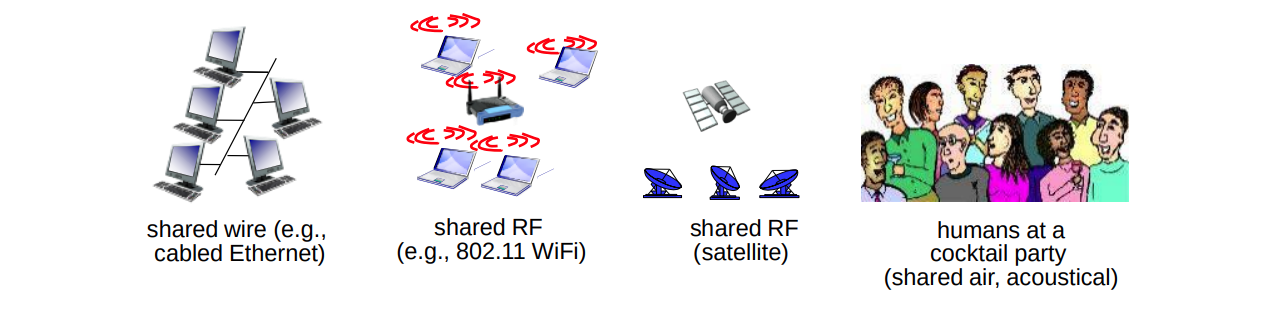 shared wire (e.g.,
cabled Ethernet)
shared RF
(e.g., 802.11 WiFi)
shared RF
(satellite)
humans at a
cocktail party
(shared air, acoustical)